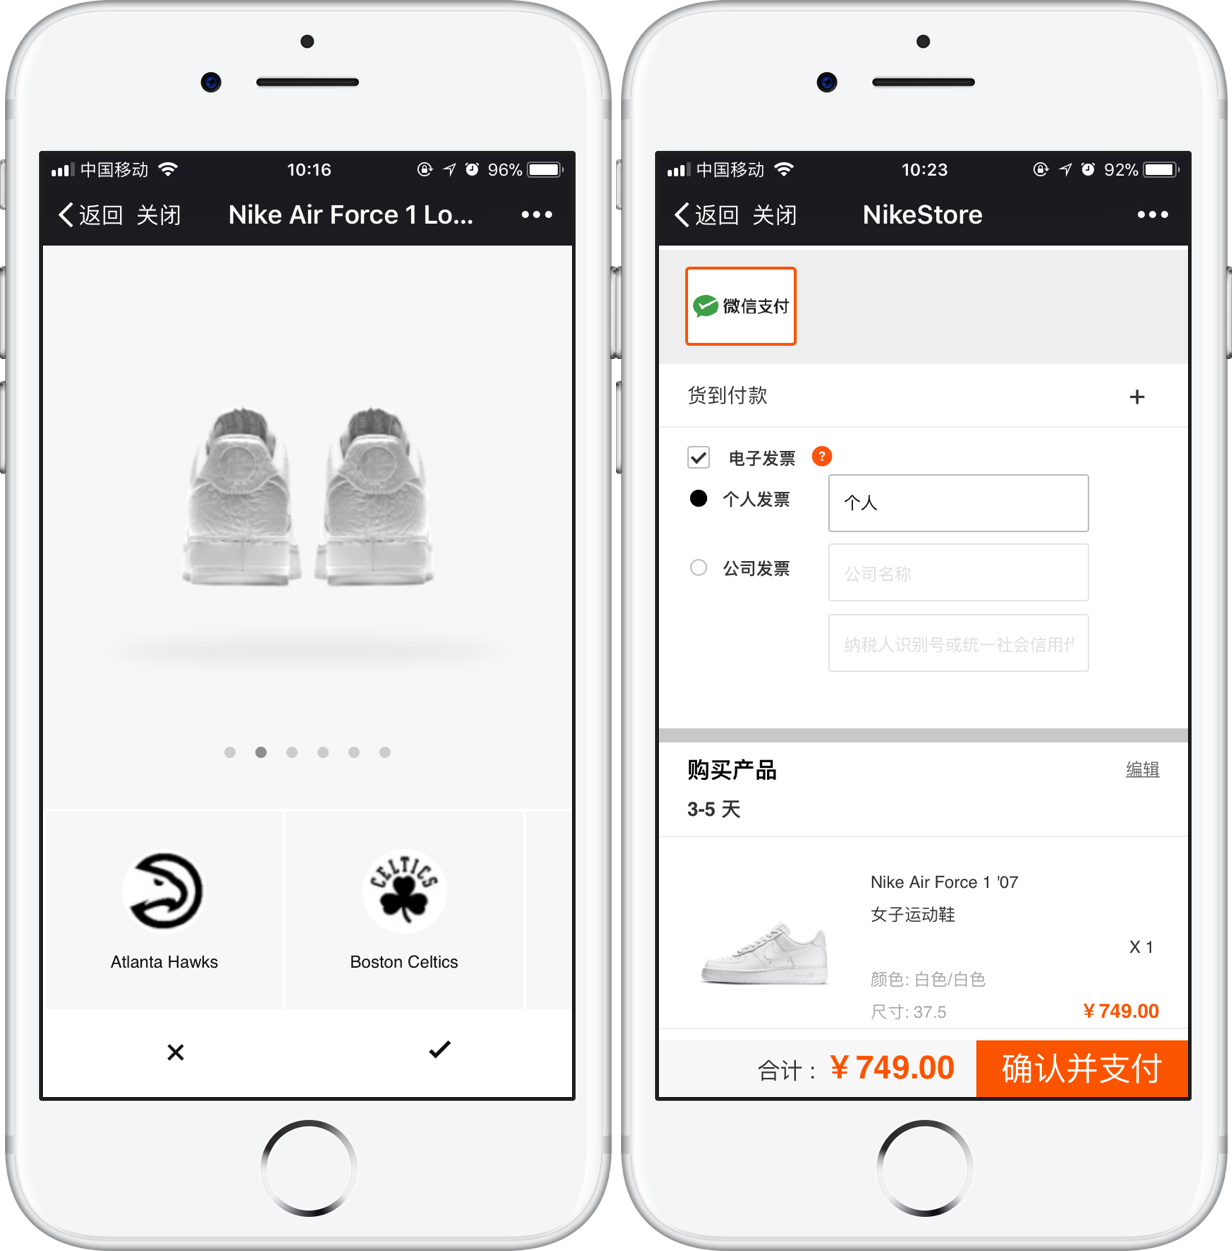 中国移动
10:16
96%
返回 关闭
Nike Air Force 1 Lo...
CELTICS
Atlanta Hawks
Boston Celtics
中国移动
10:23
92%
返回 关闭
NikeStore
微信支付
货到付款
+
电子发票 ?
个人发票
个人
公司发票
公司名称
纳税人识别号或统一社会信用代
购买产品
编辑
3-5 天
Nike Air Force 1 '07
女子运动鞋
X 1
颜色: 白色/白色
尺寸: 37.5
¥ 749.00
合计： ¥ 749.00
确认并支付